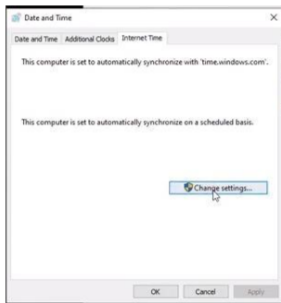 Date and Time
Date and Time Additional Clocks Internet Time
This computer is set to automatically synchronize with 'time.windows.com'.
This computer is set to automatically synchronize on a scheduled basis.
Change settings...
OK Cancel Apply